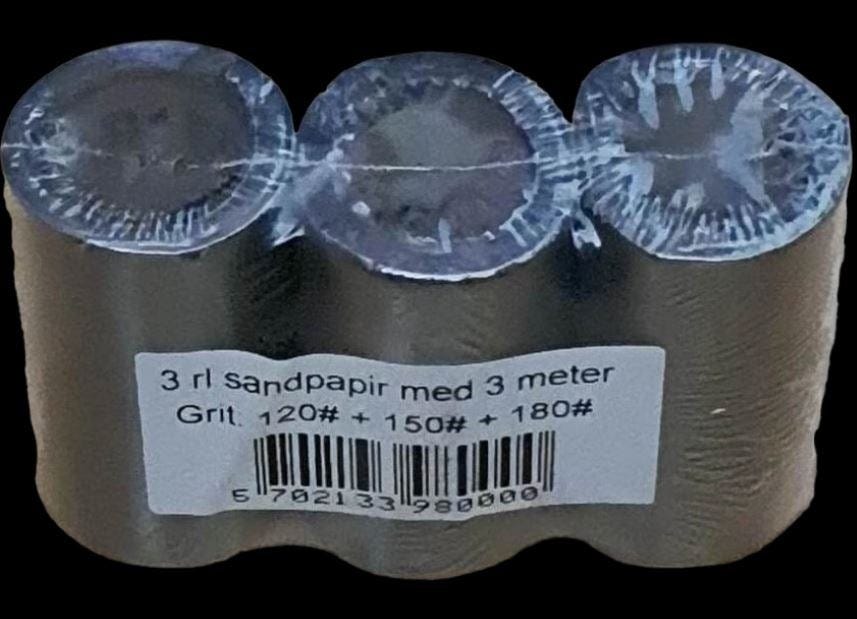 3 rl sandpapir med 3 meter
Grit: 120# + 150# + 180#
5 702133 980000